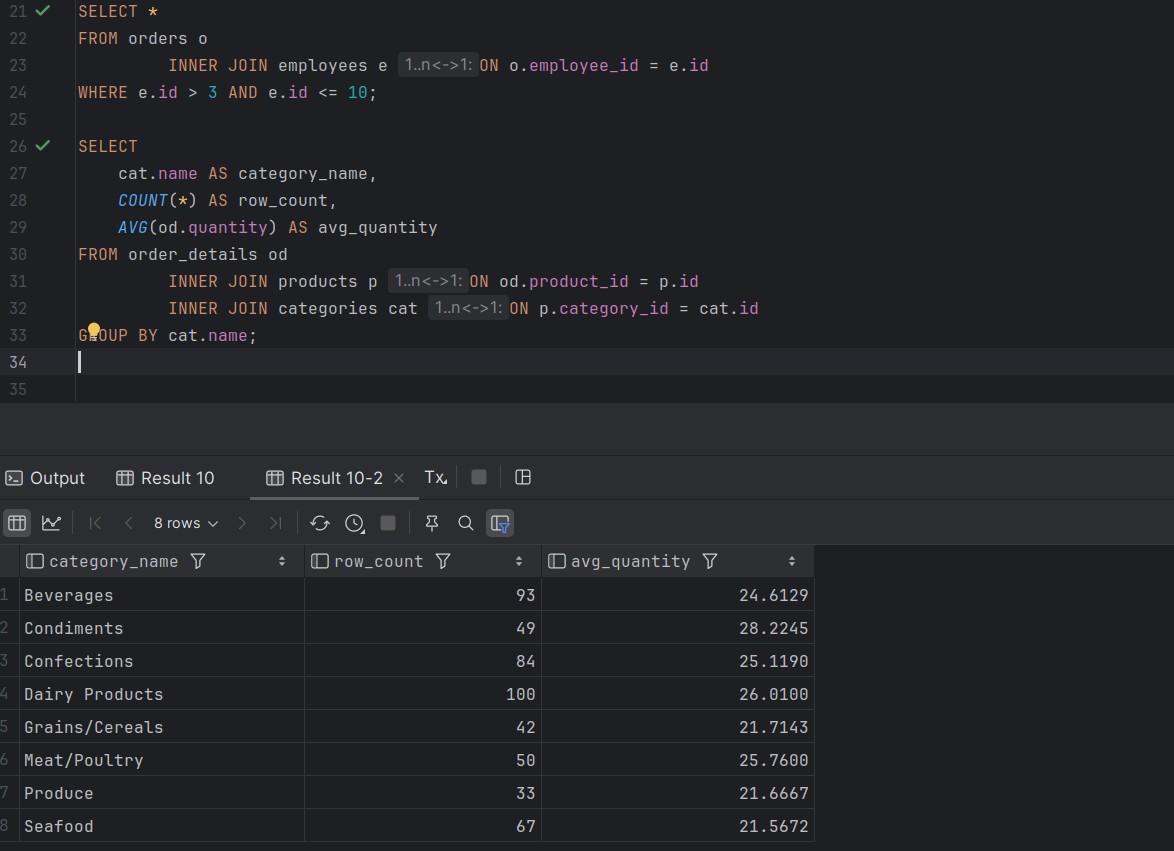 21 SELECT *
22 FROM orders o
23 INNER JOIN employees e 1..n<->1: ON o.employee_id = e.id
24 WHERE e.id > 3 AND e.id <= 10;
25
26 SELECT
27 cat.name AS category_name,
28 COUNT(*) AS row_count,
29 AVG(od.quantity) AS avg_quantity
30 FROM order_details od
31 INNER JOIN products p 1..n<->1: ON od.product_id = p.id
32 INNER JOIN categories cat 1..n<->1: ON p.category_id = cat.id
33 GROUP BY cat.name;
34
35
Output Result 10 Result 10-2 × Tx
8 rows
category_name row_count avg_quantity
1 Beverages 93 24.6129
2 Condiments 49 28.2245
3 Confections 84 25.1190
4 Dairy Products 100 26.0100
5 Grains/Cereals 42 21.7143
6 Meat/Poultry 50 25.7600
7 Produce 33 21.6667
8 Seafood 67 21.5672